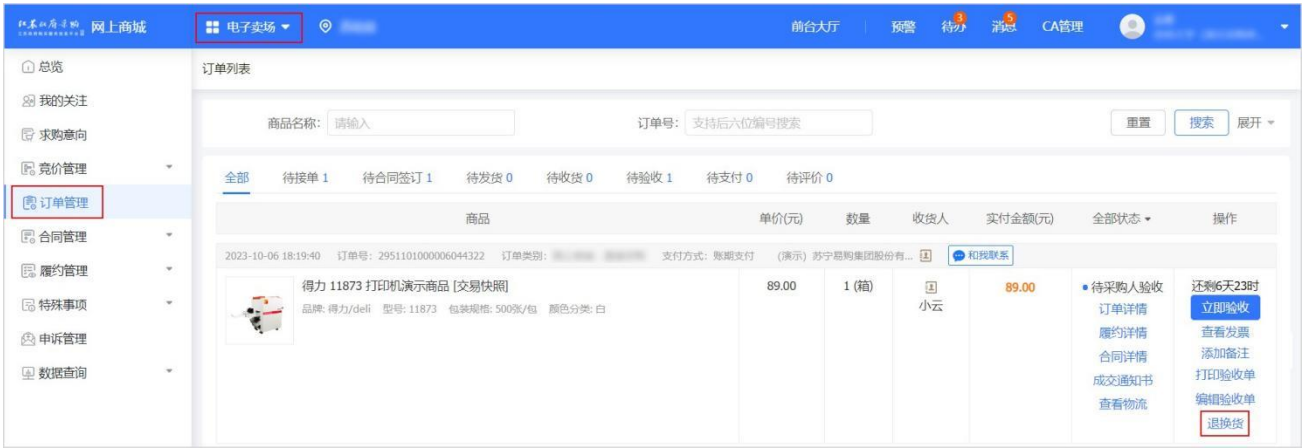 网上商城 电子卖场 前台大厅 预警 待办 3 消息 5 CA管理
总览
我的关注
求购意向
竞价管理
订单管理
合同管理
履约管理
特殊事项
申诉管理
数据查询
订单列表
商品名称: 请输入 订单号: 支持后六位编号搜索 重置 搜索 展开
全部 待接单 1 待合同签订 1 待发货 0 待收货 0 待验收 1 待支付 0 待评价 0
商品 单价(元) 数量 收货人 实付金额(元) 全部状态 操作
2023-10-06 18:19:40 订单号: 2951101000006044322 订单类别: 支付方式: 账期支付 (演示) 苏宁易购集团股份有... 和我联系
得力 11873 打印机演示商品 [交易快照] 89.00 1 (箱) 小云 89.00 待采购人验收 还剩6天23时
品牌: 得力/deli 型号: 11873 包装规格: 500张/包 颜色分类: 白
订单详情 立即验收
履约详情 查看发票
合同详情 添加备注
成交通知书 打印验收单
查看物流 编辑验收单
退换货